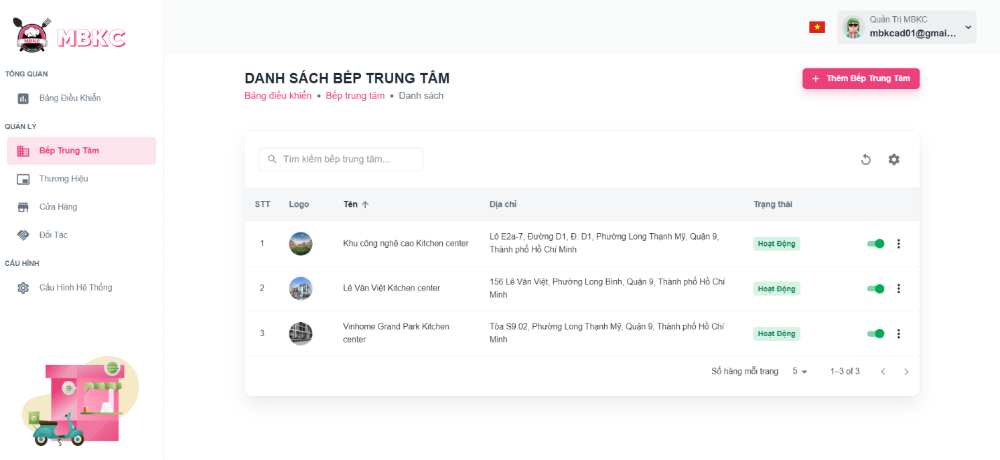 MBKC
MBKC
Quản Trị MBKC
mbkcad01@gmai...
TỔNG QUAN
Bảng Điều Khiển
QUẢN LÝ
Bếp Trung Tâm
Thương Hiệu
Cửa Hàng
Đối Tác
CẤU HÌNH
Cấu Hình Hệ Thống
DANH SÁCH BẾP TRUNG TÂM
Bảng điều khiển • Bếp trung tâm • Danh sách
+ Thêm Bếp Trung Tâm
Tìm kiếm bếp trung tâm...
STT Logo Tên ↑ Địa chỉ Trạng thái
1 Khu công nghệ cao Kitchen center Lô E2a-7, Đường D1, Đ. D1, Phường Long Thạnh Mỹ, Quận 9, Hoạt Động
Thành phố Hồ Chí Minh
2 Lê Văn Việt Kitchen center 156 Lê Văn Việt, Phường Long Bình, Quận 9, Thành phố Hồ Chí Hoạt Động
Minh
3 Vinhome Grand Park Kitchen Tòa S9.02, Phường Long Thạnh Mỹ, Quận 9, Thành phố Hồ Chí Hoạt Động
center Minh
Số hàng mỗi trang 5 1–3 of 3